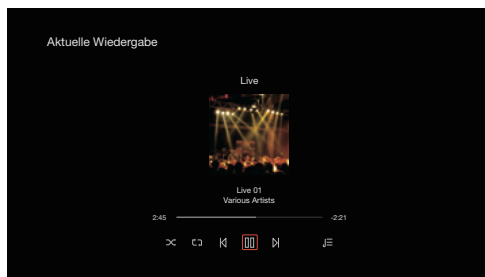 Aktuelle Wiedergabe
Live
Live 01
Various Artists
2:45
-2:21